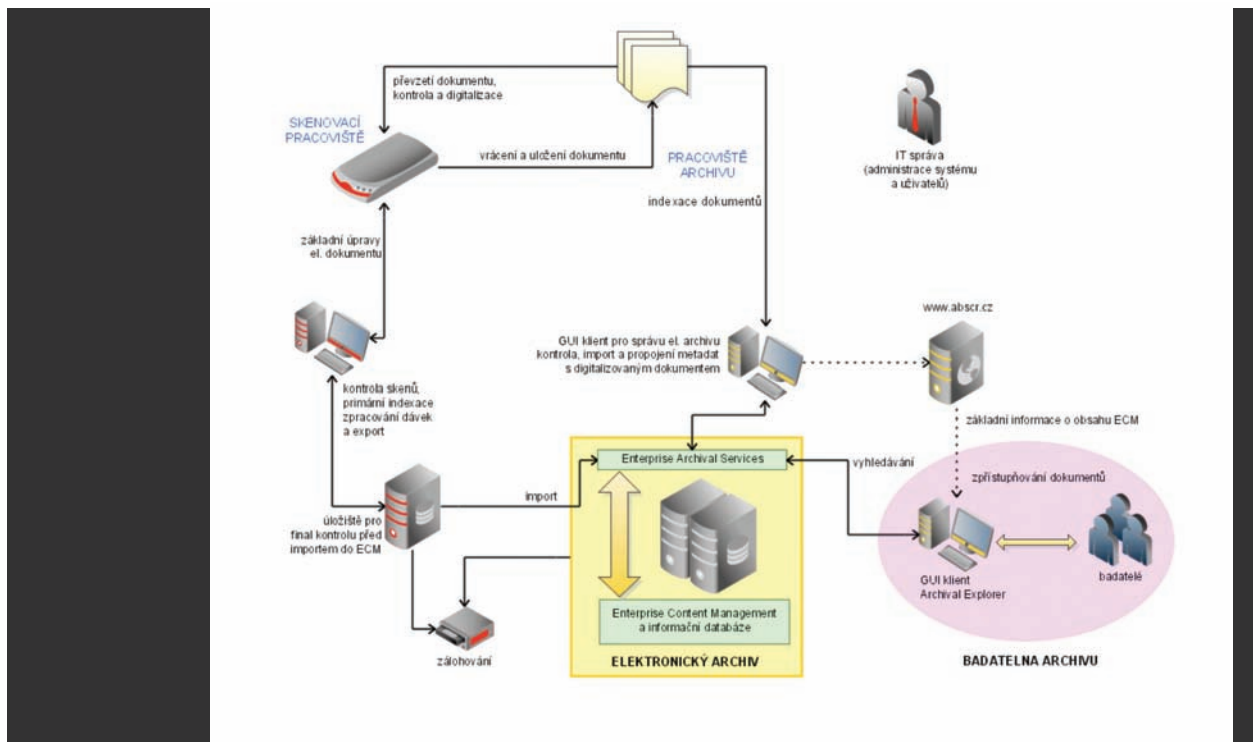 převzetí dokumentu,
kontrola a digitalizace
SKENOVACÍ
PRACOVIŠTĚ
vrácení a uložení dokumentu
PRACOVIŠTĚ
ARCHIVU
indexace dokumentů
IT správa
(administrace systému
a uživatelů)
základní úpravy
el. dokumentu
www.abscr.cz
GUI klient pro správu el. archivu
kontrola, import a propojení metadat
s digitalizovaným dokumentem
kontrola skenů,
primární indexace
zpracování dávek
a export
základní informace o obsahu ECM
Enterprise Archival Services
vyhledávání
zpřístupňování dokumentů
import
úložiště pro
final kontrolu před
importem do ECM
GUI klient
Archival Explorer
badatelé
Enterprise Content Management
a informační databáze
zálohování
ELEKTRONICKÝ ARCHIV
BADATELNA ARCHIVU